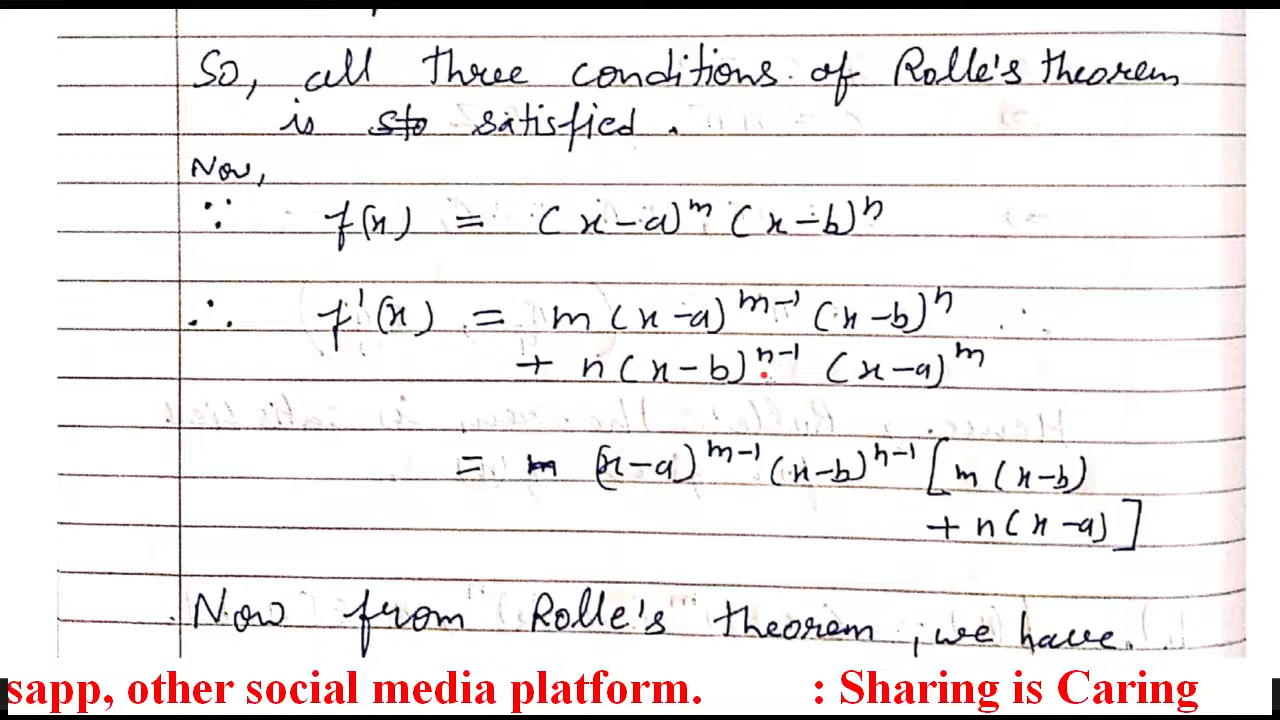 So, all three conditions of Rolle's theorem
is sto satisfied.
Now,
∵ f(x) = (x-a)^m (x-b)^n
∴ f'(x) = m(x-a)^{m-1} (x-b)^n
+ n(x-b)^{n-1} (x-a)^m
= m (x-a)^{m-1} (x-b)^{n-1} [m(x-b)
+ n(x-a)]
Now from Rolle's theorem, we have.
sapp, other social media platform. : Sharing is Caring